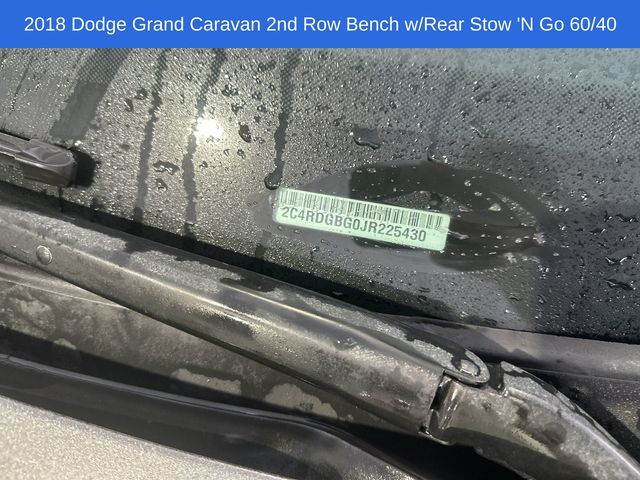 2018 Dodge Grand Caravan 2nd Row Bench w/Rear Stow 'N Go 60/40
2C4RDGBG0JR225430